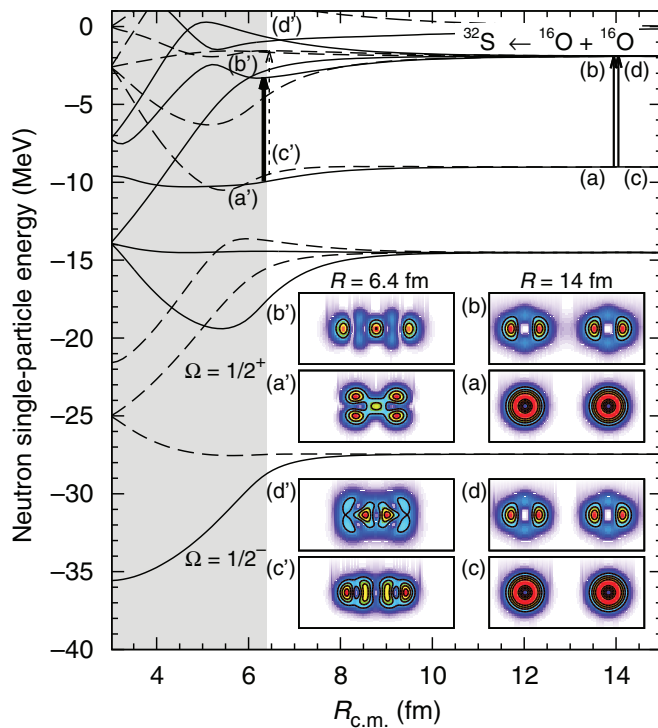 0
−5
−10
−15
−20
−25
−30
−35
−40
Neutron single-particle energy (MeV)
(d′)
³²S ← ¹⁶O + ¹⁶O
(b′)
(b) (d)
(c′)
(a′)
(a) (c)
R = 6.4 fm R = 14 fm
(b′) (b)
Ω = 1/2⁺
(a′) (a)
(d′) (d)
Ω = 1/2⁻
(c′) (c)
4 6 8 10 12 14
R_c.m. (fm)